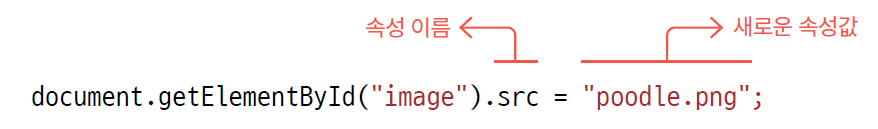 속성 이름 새로운 속성값
document.getElementById("image").src = "poodle.png";